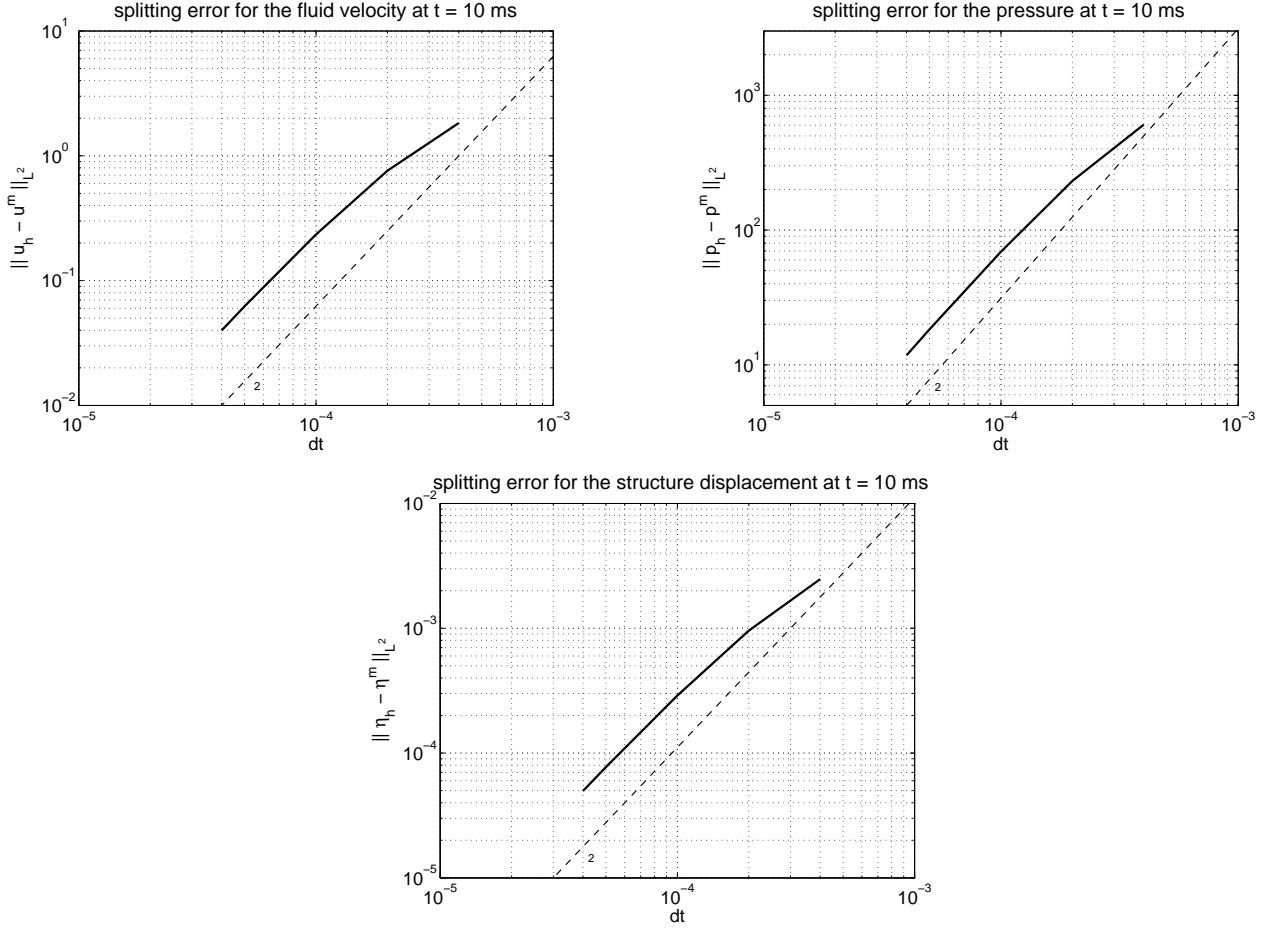 splitting error for the fluid velocity at t = 10 ms
|| u_h − u^m ||_{L^2}
10^1
10^0
10^{−1}
10^{−2}
2
10^{−5}
10^{−4}
10^{−3}
dt
splitting error for the pressure at t = 10 ms
|| p_h − p^m ||_{L^2}
10^3
10^2
10^1
2
10^{−5}
10^{−4}
10^{−3}
dt
splitting error for the structure displacement at t = 10 ms
|| η_h − η^m ||_{L^2}
10^{−2}
10^{−3}
10^{−4}
10^{−5}
2
10^{−5}
10^{−4}
10^{−3}
dt